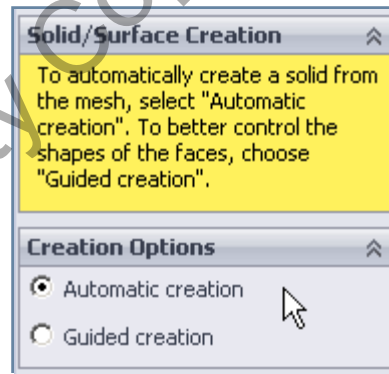 Solid/Surface Creation
To automatically create a solid from
the mesh, select "Automatic
creation". To better control the
shapes of the faces, choose
"Guided creation".
Creation Options
Automatic creation
Guided creation